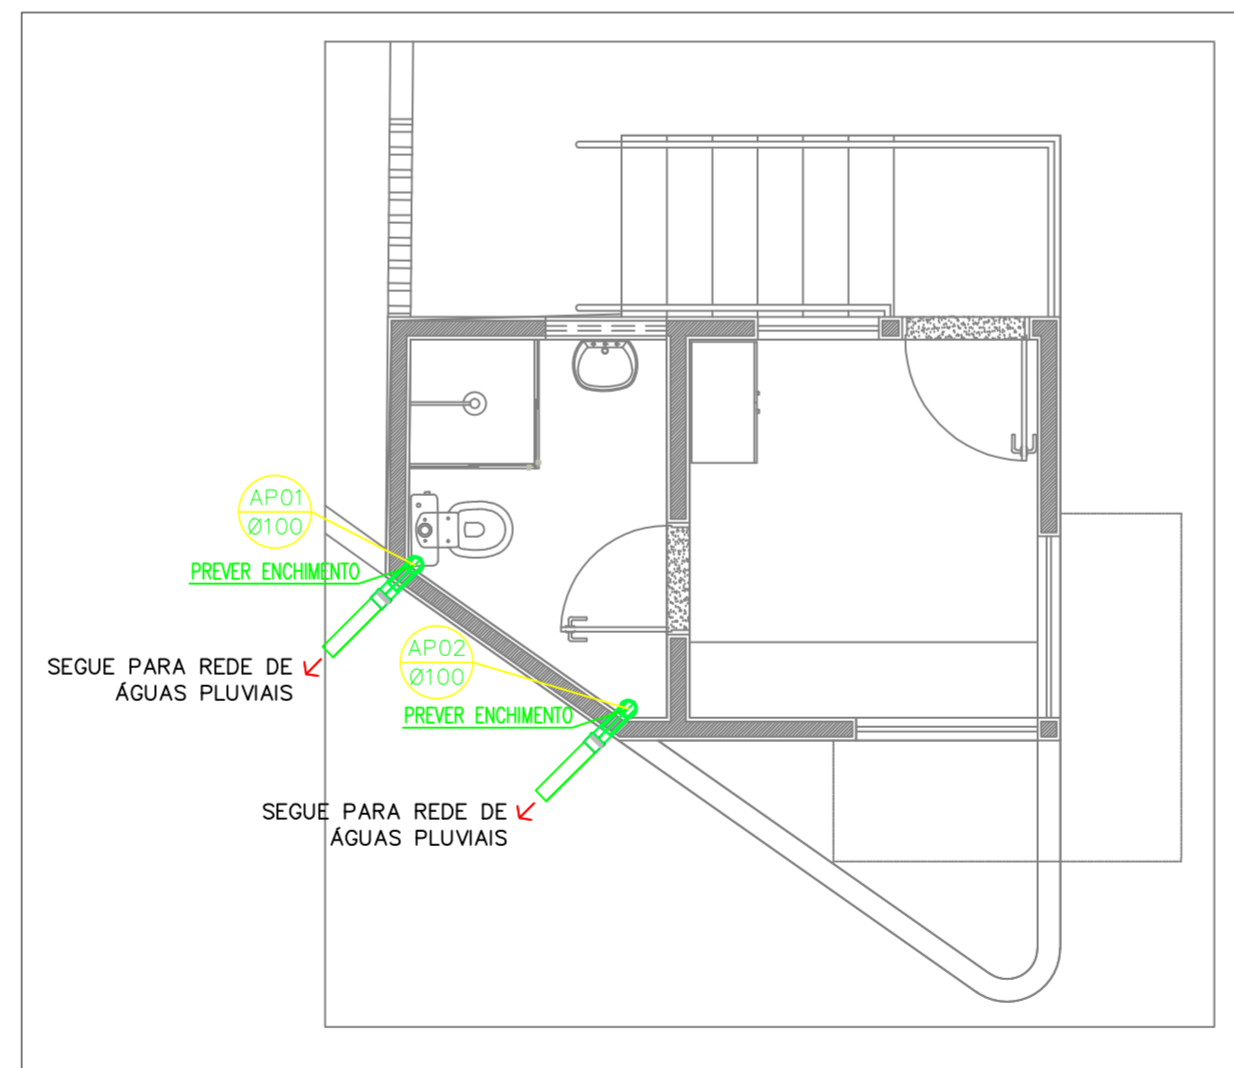 AP01
Ø100
PREVER ENCHIMENTO
SEGUE PARA REDE DE
ÁGUAS PLUVIAIS
AP02
Ø100
PREVER ENCHIMENTO
SEGUE PARA REDE DE
ÁGUAS PLUVIAIS